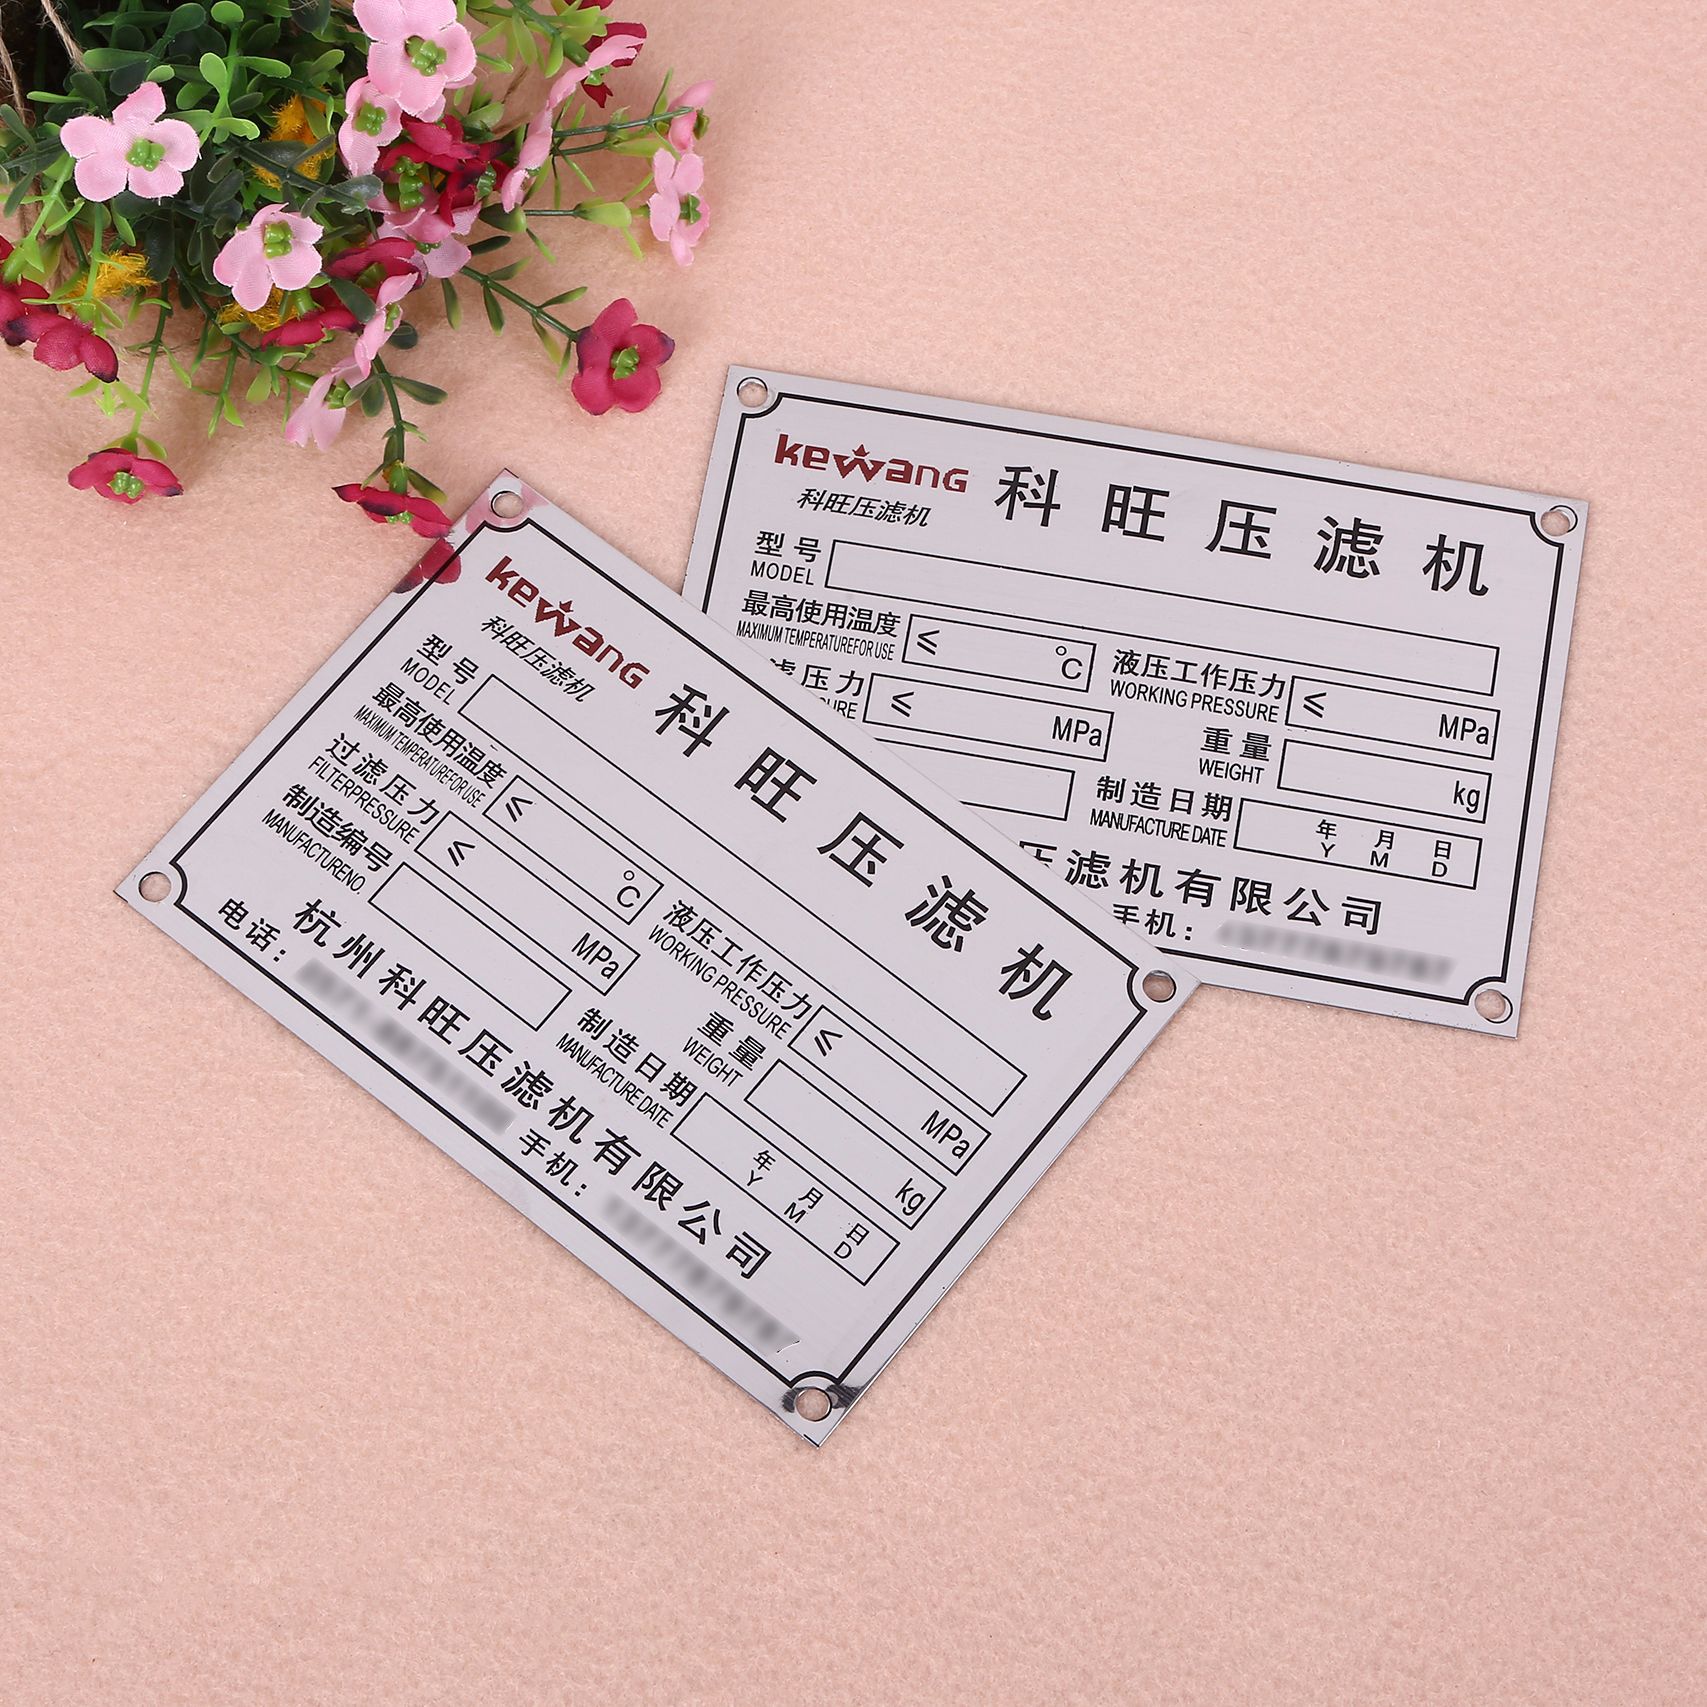 kewang 科旺压滤机
科旺压滤机
型号
MODEL
最高使用温度 ≤ ℃
MAXIMUM TEMPERATUREFOR USE
液压工作压力 ≤ MPa
WORKING PRESSURE
过滤压力 ≤ MPa
FILTERPRESSURE
重量 kg
WEIGHT
制造编号
MANUFACTURENO.
制造日期 年 月 日
MANUFACTURE DATE Y M D
杭州科旺压滤机有限公司
电话： 手机：
kewang 科旺压滤机
科旺压滤机
型号
MODEL
最高使用温度 ≤ ℃
MAXIMUM TEMPERATUREFOR USE
液压工作压力 ≤ MPa
WORKING PRESSURE
滤压力 ≤ MPa
URE
重量 kg
WEIGHT
制造日期 年 月 日
MANUFACTURE DATE Y M D
压滤机有限公司
手机：